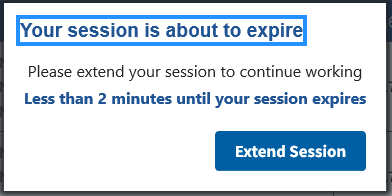 Your session is about to expire
Please extend your session to continue working
Less than 2 minutes until your session expires
Extend Session